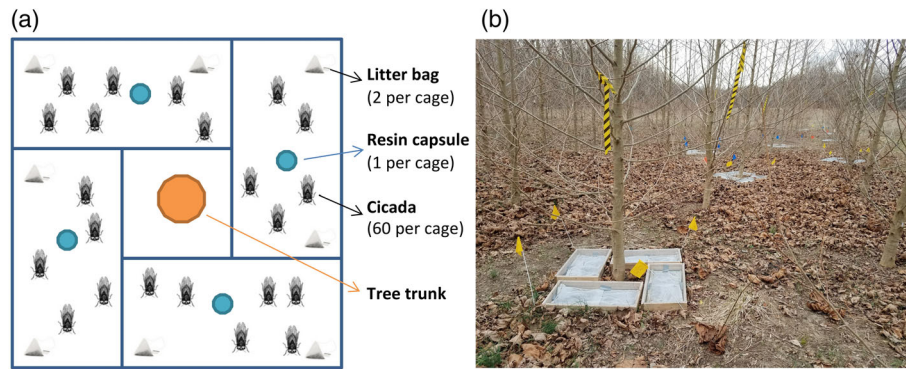 (a)
Litter bag
(2 per cage)
Resin capsule
(1 per cage)
Cicada
(60 per cage)
Tree trunk
(b)